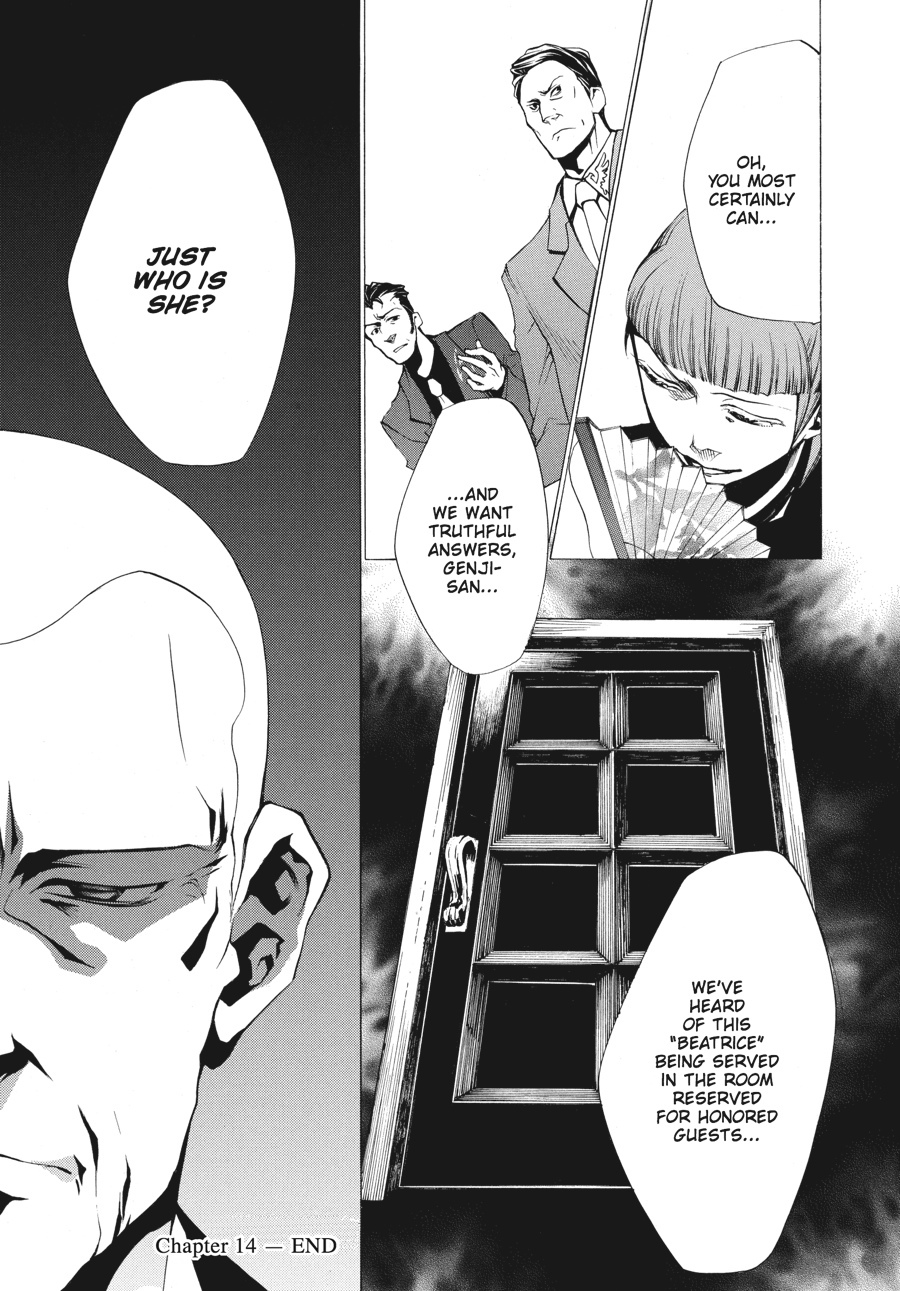 OH,
YOU MOST
CERTAINLY
CAN...
...AND
WE WANT
TRUTHFUL
ANSWERS,
GENJI-
SAN...
WE'VE
HEARD
OF THIS
"BEATRICE"
BEING SERVED
IN THE ROOM
RESERVED
FOR HONORED
GUESTS...
JUST
WHO IS
SHE?
Chapter 14 — END